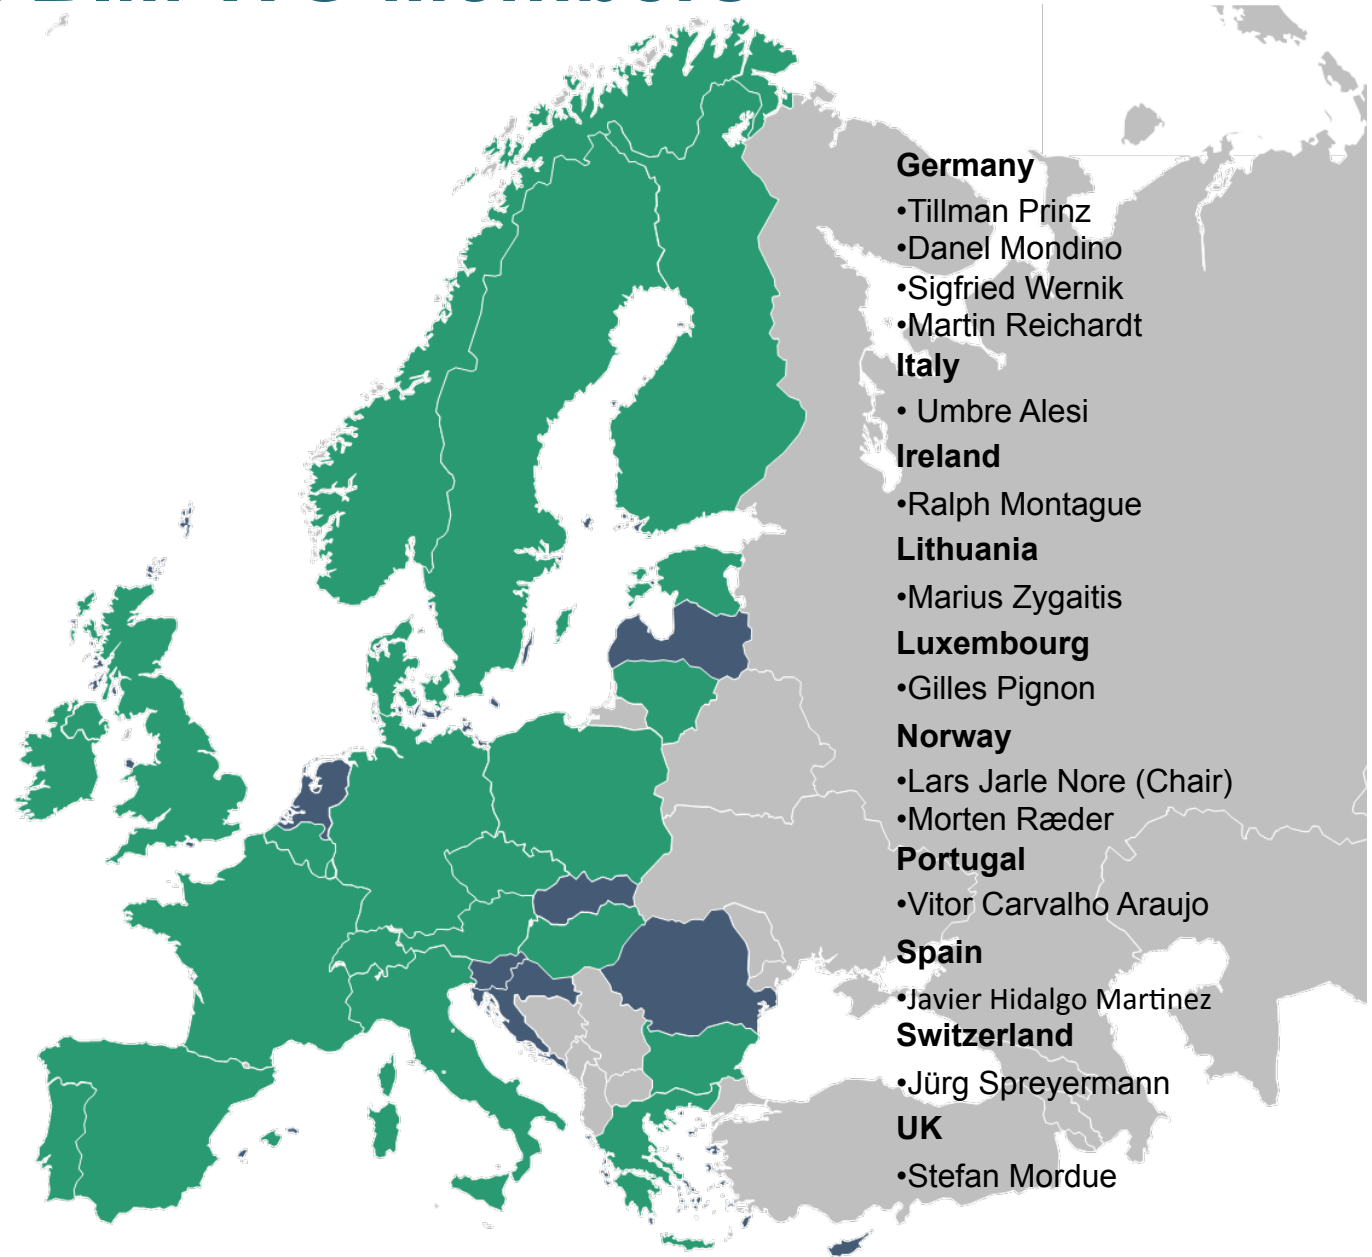 Germany
•Tillman Prinz
•Danel Mondino
•Sigfried Wernik
•Martin Reichardt
Italy
• Umbre Alesi
Ireland
•Ralph Montague
Lithuania
•Marius Zygaitis
Luxembourg
•Gilles Pignon
Norway
•Lars Jarle Nore (Chair)
•Morten Ræder
Portugal
•Vitor Carvalho Araujo
Spain
•Javier Hidalgo Martinez
Switzerland
•Jürg Spreyermann
UK
•Stefan Mordue